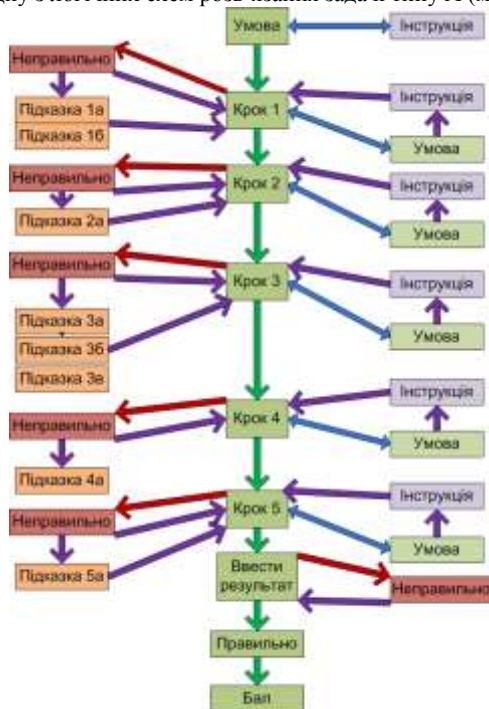 Умова
Інструкція
Неправильно
Підказка 1а
Підказка 1б
Крок 1
Інструкція
Умова
Неправильно
Підказка 2а
Крок 2
Інструкція
Умова
Неправильно
Підказка 3а
Підказка 3б
Підказка 3в
Крок 3
Інструкція
Умова
Неправильно
Підказка 4а
Крок 4
Інструкція
Умова
Неправильно
Підказка 5а
Крок 5
Інструкція
Умова
Ввести
результат
Неправильно
Правильно
Бал